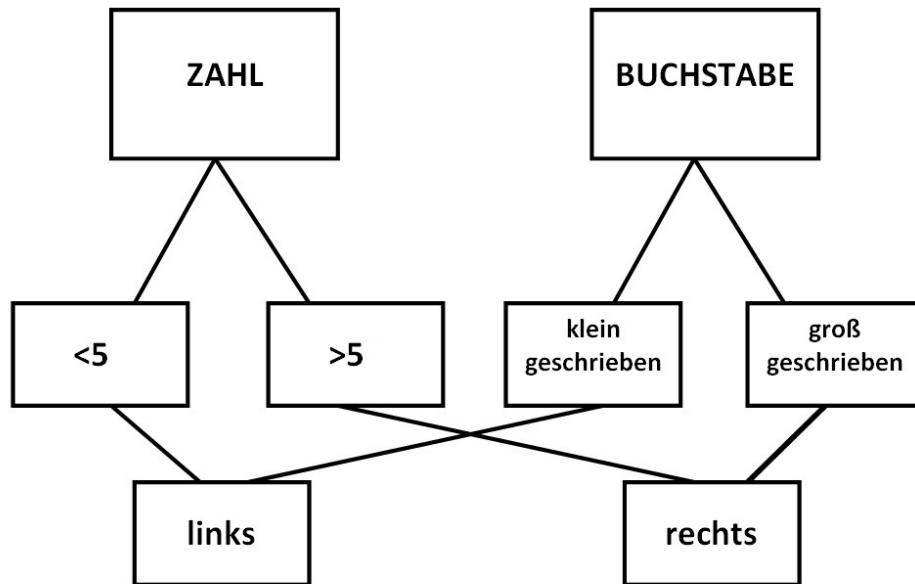 ZAHL
BUCHSTABE
<5
>5
klein
geschrieben
groß
geschrieben
links
rechts